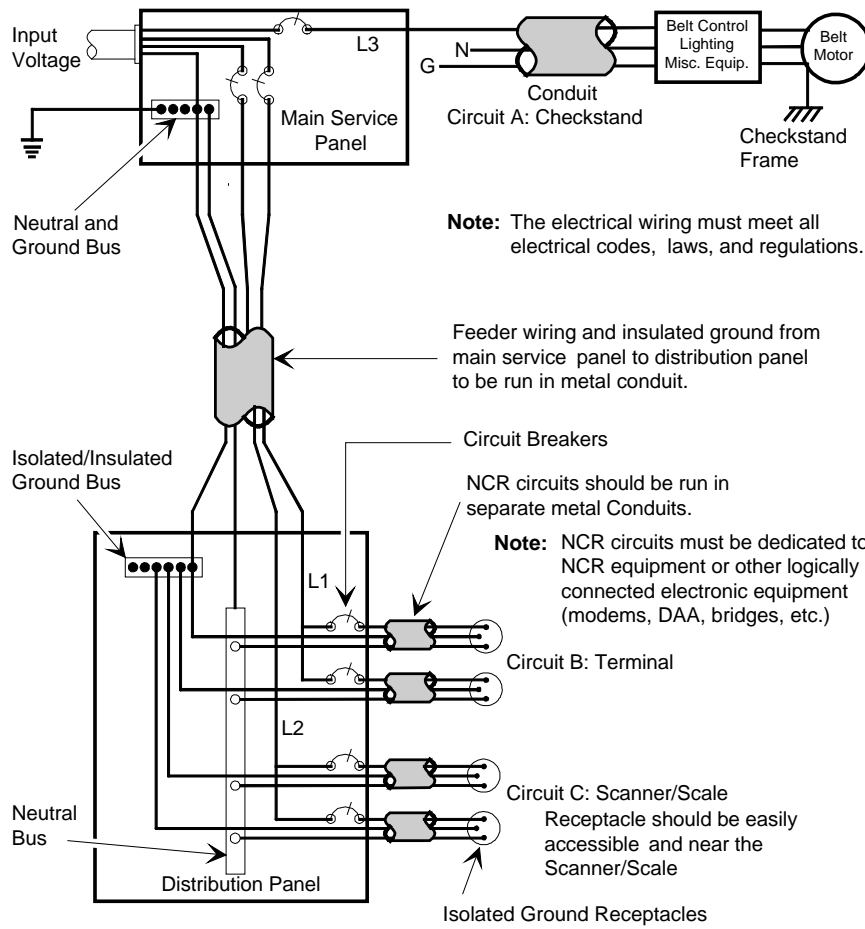 Input
Voltage
L3
N
G
Belt Control
Lighting
Misc. Equip.
Belt
Motor
Conduit
Circuit A: Checkstand
Main Service
Panel
Checkstand
Frame
Neutral and
Ground Bus
Note: The electrical wiring must meet all
electrical codes, laws, and regulations.
Feeder wiring and insulated ground from
main service panel to distribution panel
to be run in metal conduit.
Circuit Breakers
Isolated/Insulated
Ground Bus
NCR circuits should be run in
separate metal Conduits.
Note: NCR circuits must be dedicated to
NCR equipment or other logically
connected electronic equipment
(modems, DAA, bridges, etc.)
L1
Circuit B: Terminal
L2
Circuit C: Scanner/Scale
Receptacle should be easily
accessible and near the
Scanner/Scale
Neutral
Bus
Distribution Panel
Isolated Ground Receptacles